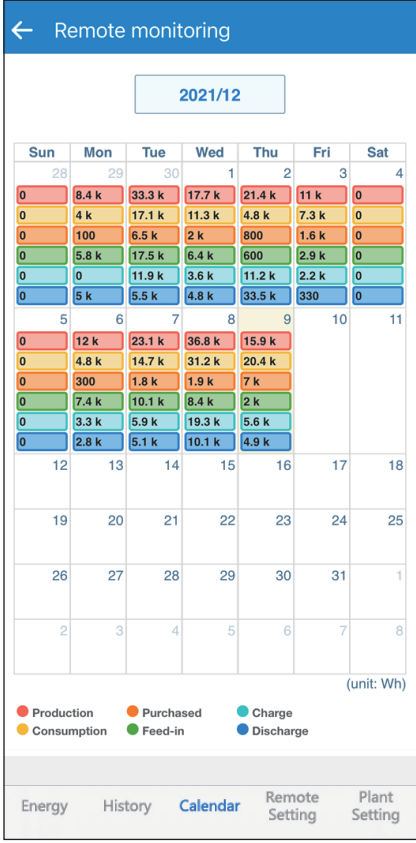 Remote monitoring
2021/12
Sun Mon Tue Wed Thu Fri Sat
28 29 30 1 2 3 4
0 8.4 k 33.3 k 17.7 k 21.4 k 11 k 0
0 4 k 17.1 k 11.3 k 4.8 k 7.3 k 0
0 100 6.5 k 2 k 800 1.6 k 0
0 5.8 k 17.5 k 6.4 k 600 2.9 k 0
0 0 11.9 k 3.6 k 11.2 k 2.2 k 0
0 5 k 5.5 k 4.8 k 33.5 k 330 0
5 6 7 8 9 10 11
0 12 k 23.1 k 36.8 k 15.9 k
0 4.8 k 14.7 k 31.2 k 20.4 k
0 300 1.8 k 1.9 k 7 k
0 7.4 k 10.1 k 8.4 k 2 k
0 3.3 k 5.9 k 19.3 k 5.6 k
0 2.8 k 5.1 k 10.1 k 4.9 k
12 13 14 15 16 17 18
19 20 21 22 23 24 25
26 27 28 29 30 31 1
2 3 4 5 6 7 8
(unit: Wh)
Production Purchased Charge
Consumption Feed-in Discharge
Energy History Calendar Remote Setting Plant Setting